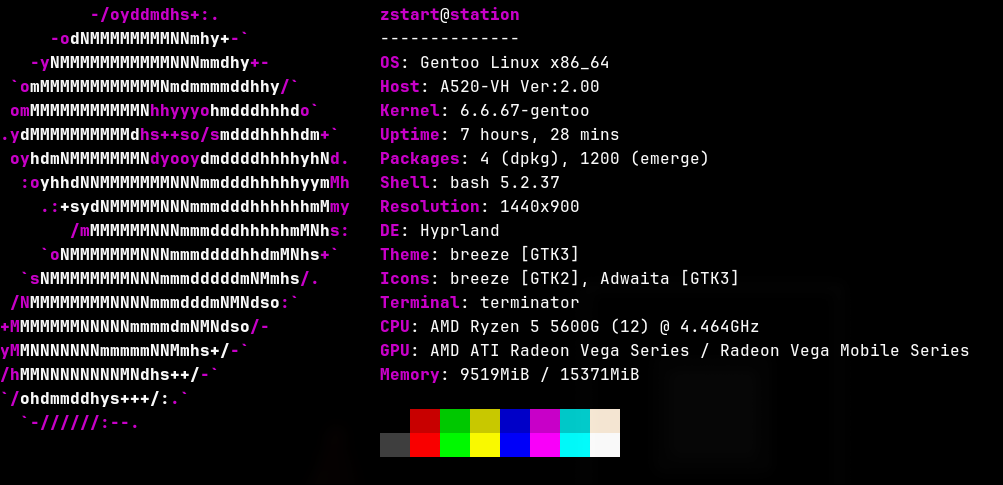 -/oyddmdhs+:.
-odNMMMMMMMMNNmhy+-`
-yNMMMMMMMMMMMNNNmmdhy+-
`omMMMMMMMMMMMMNmdmmmmddhhy/`
omMMMMMMMMMMMNhhyyyohmdddhhhdo`
.ydMMMMMMMMMMdhs++so/smdddhhhhdm+`
oyhdmNMMMMMMMNdyooydmddddhhhhyhNd.
:oyhhdNNMMMMMMMNNNmmdddhhhhhyymMh
.:+sydNMMMMMNNNmmmdddhhhhhhmMmy
/mMMMMMMNNNmmmdddhhhhhmMNhs:
`oNMMMMMMMNNNmmmddddhhdmMNhs+`
`sNMMMMMMMMNNNmmmdddddmNMmhs/.
/NMMMMMMMMNNNNmmmdddmNMNdso:`
+MMMMMMMNNNNNmmmmdmNMNdso/-
yMMNNNNNNNmmmmmNNMmhs+/-`
/hMMNNNNNNNNMNdhs++/-`
`/ohdmmddhys+++/:.`
`-//////:--.
zstart@station
--------------
OS: Gentoo Linux x86_64
Host: A520-VH Ver:2.00
Kernel: 6.6.67-gentoo
Uptime: 7 hours, 28 mins
Packages: 4 (dpkg), 1200 (emerge)
Shell: bash 5.2.37
Resolution: 1440x900
DE: Hyprland
Theme: breeze [GTK3]
Icons: breeze [GTK2], Adwaita [GTK3]
Terminal: terminator
CPU: AMD Ryzen 5 5600G (12) @ 4.464GHz
GPU: AMD ATI Radeon Vega Series / Radeon Vega Mobile Series
Memory: 9519MiB / 15371MiB